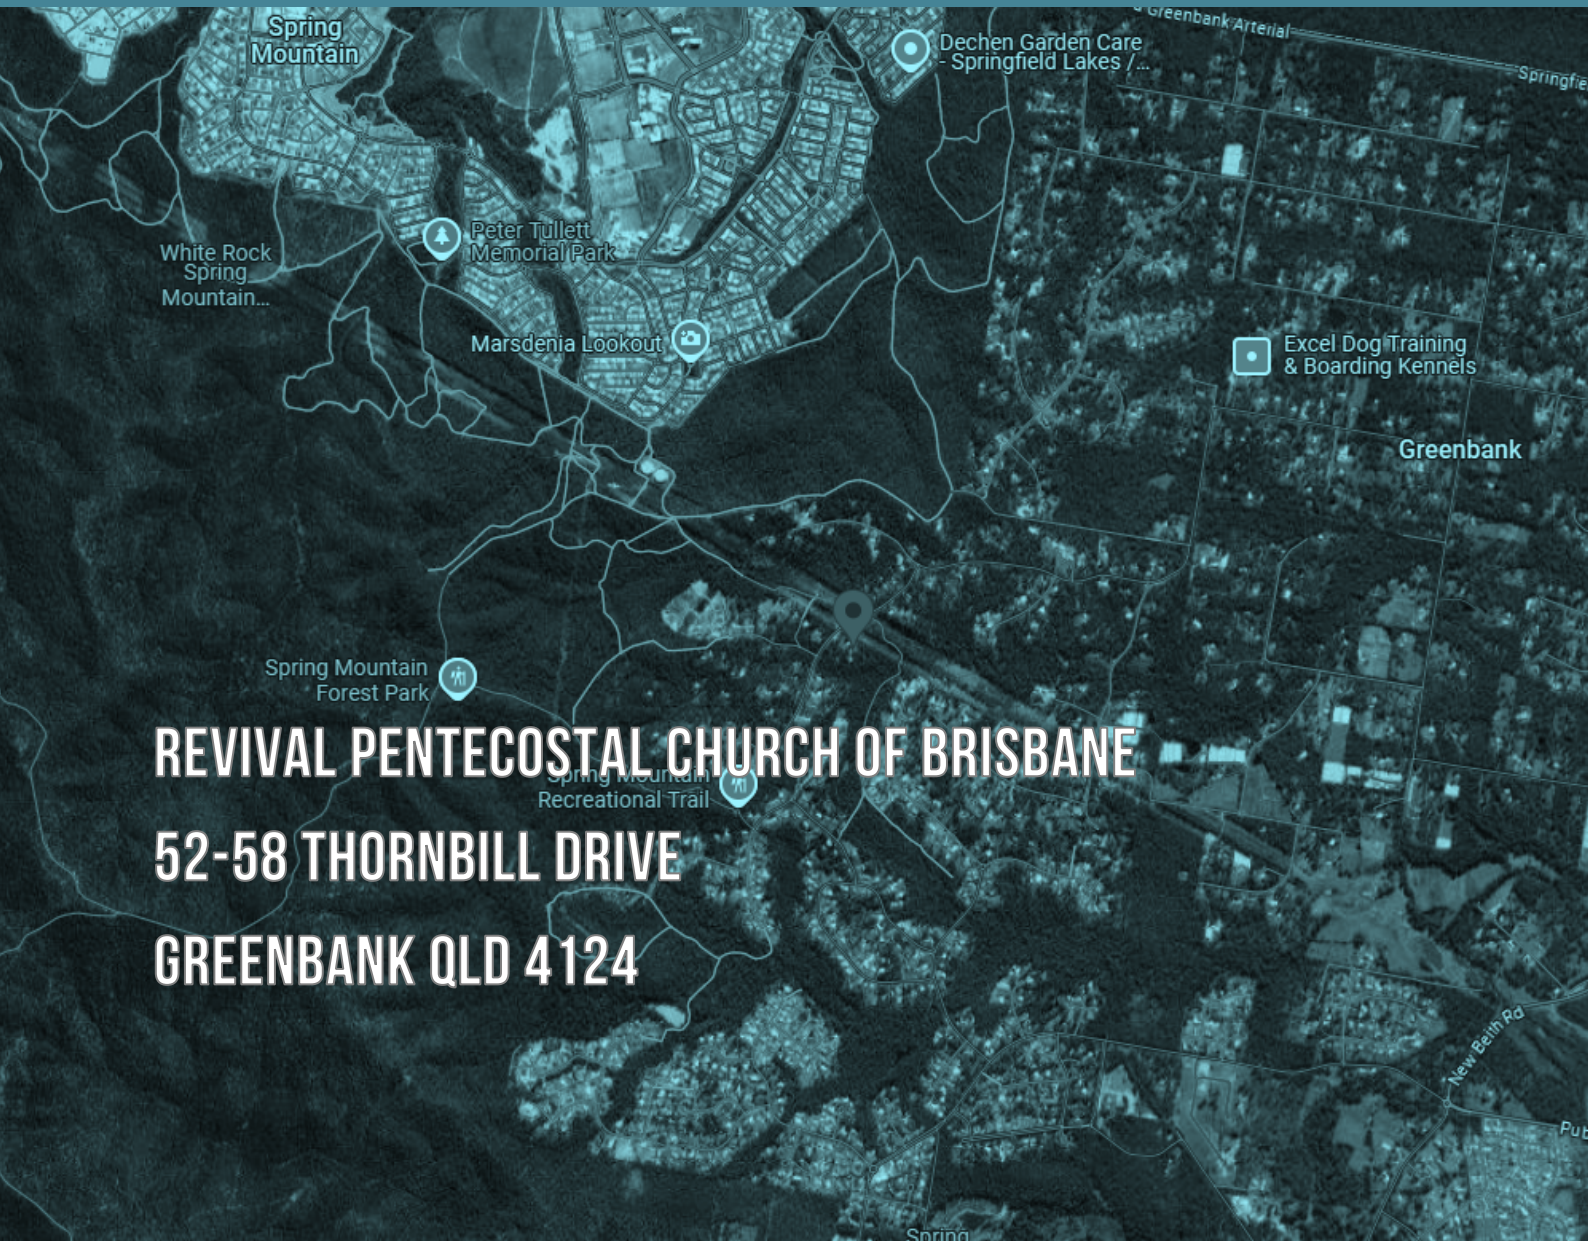 Spring
Mountain
Greenbank Arterial
Dechen Garden Care
- Springfield Lakes /...
White Rock
Spring
Mountain...
Peter Tullett
Memorial Park
Marsdenia Lookout
Excel Dog Training
& Boarding Kennels
Greenbank
Spring Mountain
Forest Park
REVIVAL PENTECOSTAL CHURCH OF BRISBANE
Spring Mountain
Recreational Trail
52-58 THORNBILL DRIVE
GREENBANK QLD 4124
New Beith Rd
Spring